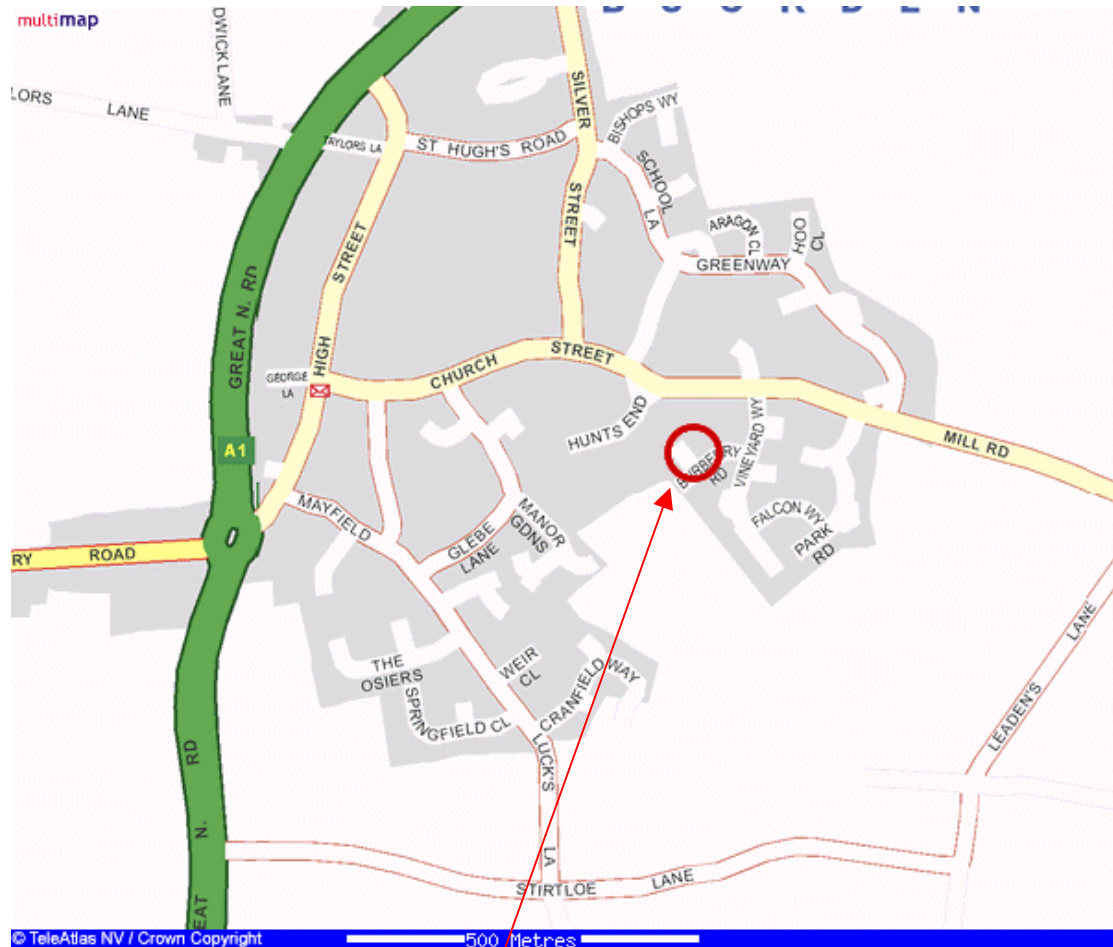 multimap
DWICK LANE
LORS LANE
TAYLORS LA
ST HUGH'S ROAD
SILVER
STREET
BISHOPS WY
SCHOOL
LA
ARAGON CL
HOO
CL
GREENWAY
GREAT N. RD
HIGH
STREET
GEORGE
LA
CHURCH
STREET
A1
HUNTS END
RD
VINEYARD WY
MILL RD
MAYFIELD
GLEBE
LANE
MANOR
GDNS
FALCON WY
PARK
RD
RY ROAD
THE
OSIERS
WEIR
CL
SPRINGFIELD CL
CRANFIELD WAY
LUCK'S
LA
LEADEN'S
LANE
RD
EAT N.
STIRTLOE LANE
© TeleAtlas NV / Crown Copyright
500 Metres